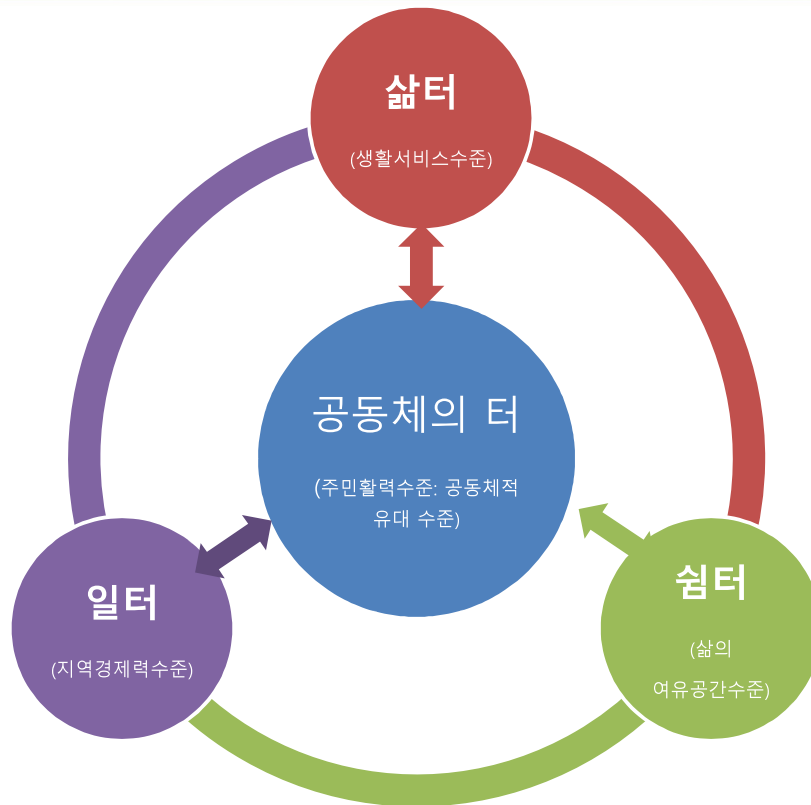 삶터
(생활서비스수준)
공동체의 터
(주민활력수준: 공동체적
유대 수준)
일터
(지역경제력수준)
쉼터
(삶의
여유공간수준)